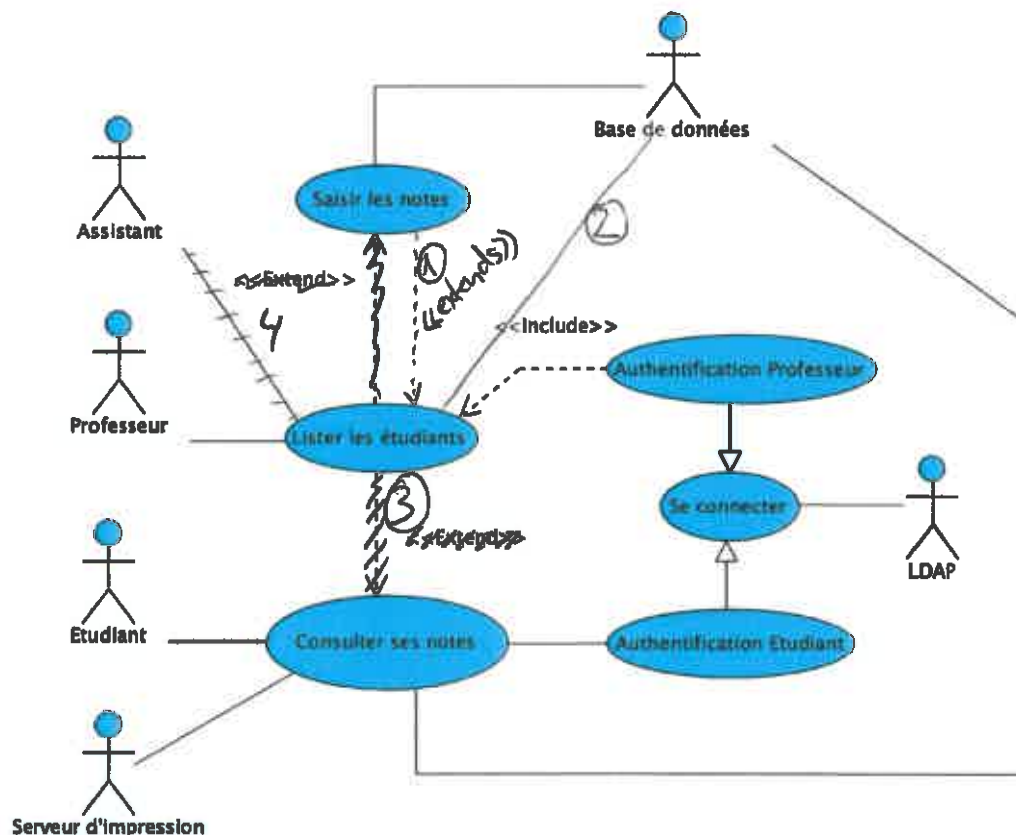 Base de données
Saisir les notes
Assistant
<<Extend>>
1
<<extends>>
2
4
<<Include>>
Authentification Professeur
Professeur
Lister les étudiants
3
<<Extend>>
Se connecter
LDAP
Etudiant
Consulter ses notes
Authentification Etudiant
Serveur d'impression